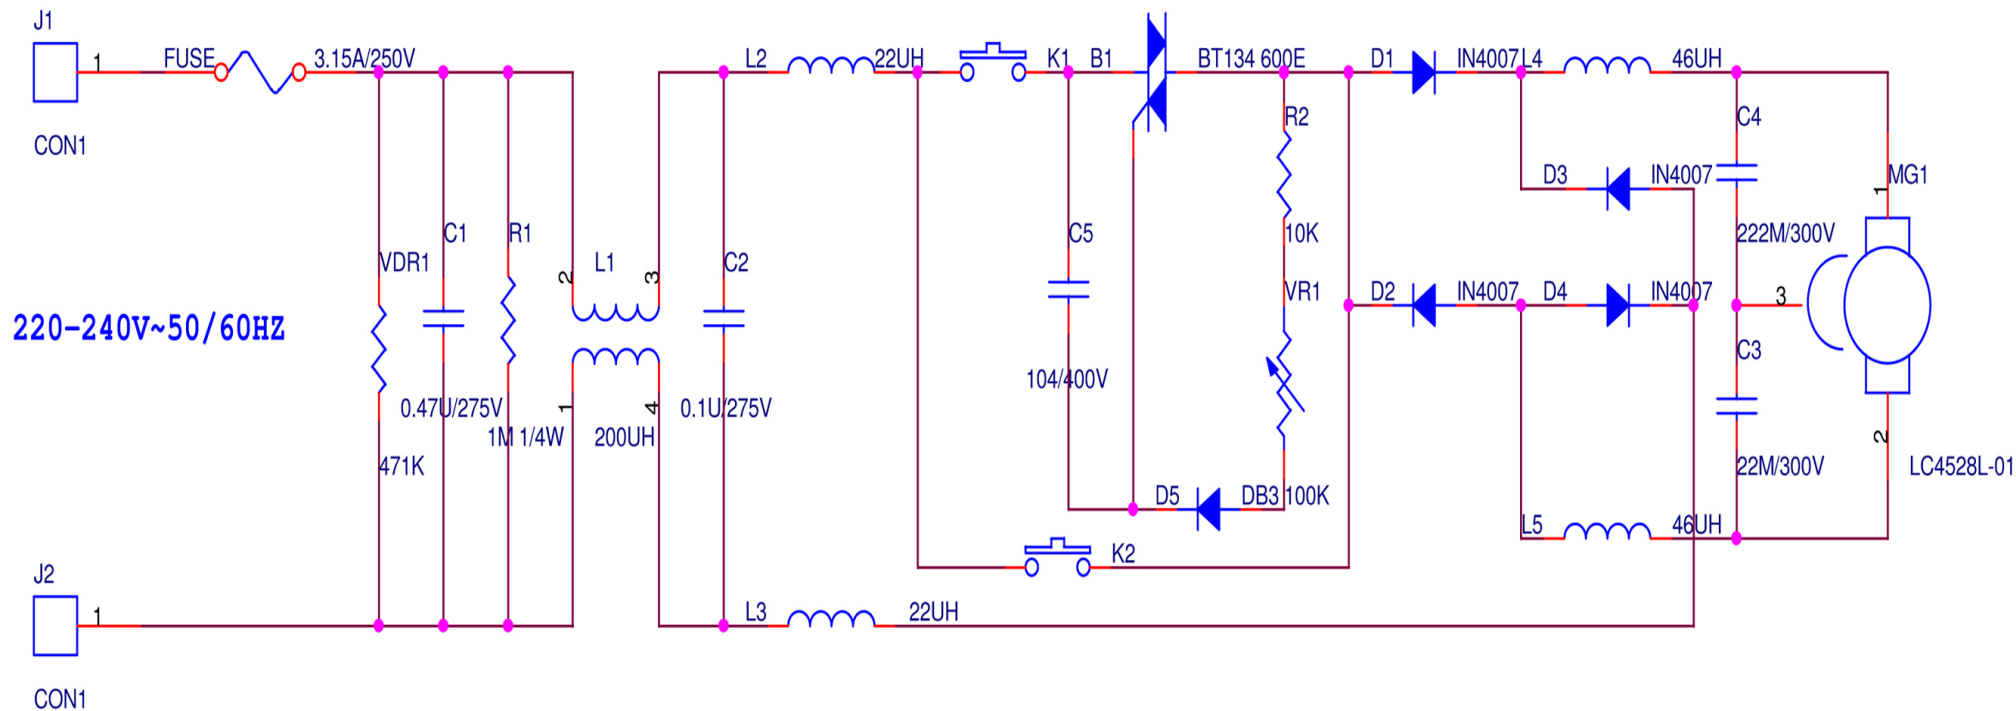 J1
1
FUSE
3.15A/250V
CON1
L2
22UH
K1
B1
BT134 600E
D1
IN4007
L4
46UH
R2
C4
D3
IN4007
MG1
1
C1
R1
C5
10K
222M/300V
VDR1
L1
C2
2
3
VR1
D2
IN4007
D4
IN4007
3
220-240V~50/60HZ
C3
104/400V
0.47U/275V
1
4
0.1U/275V
1M 1/4W
200UH
2
471K
22M/300V
LC4528L-01
D5
DB3
100K
L5
46UH
K2
J2
1
L3
22UH
CON1